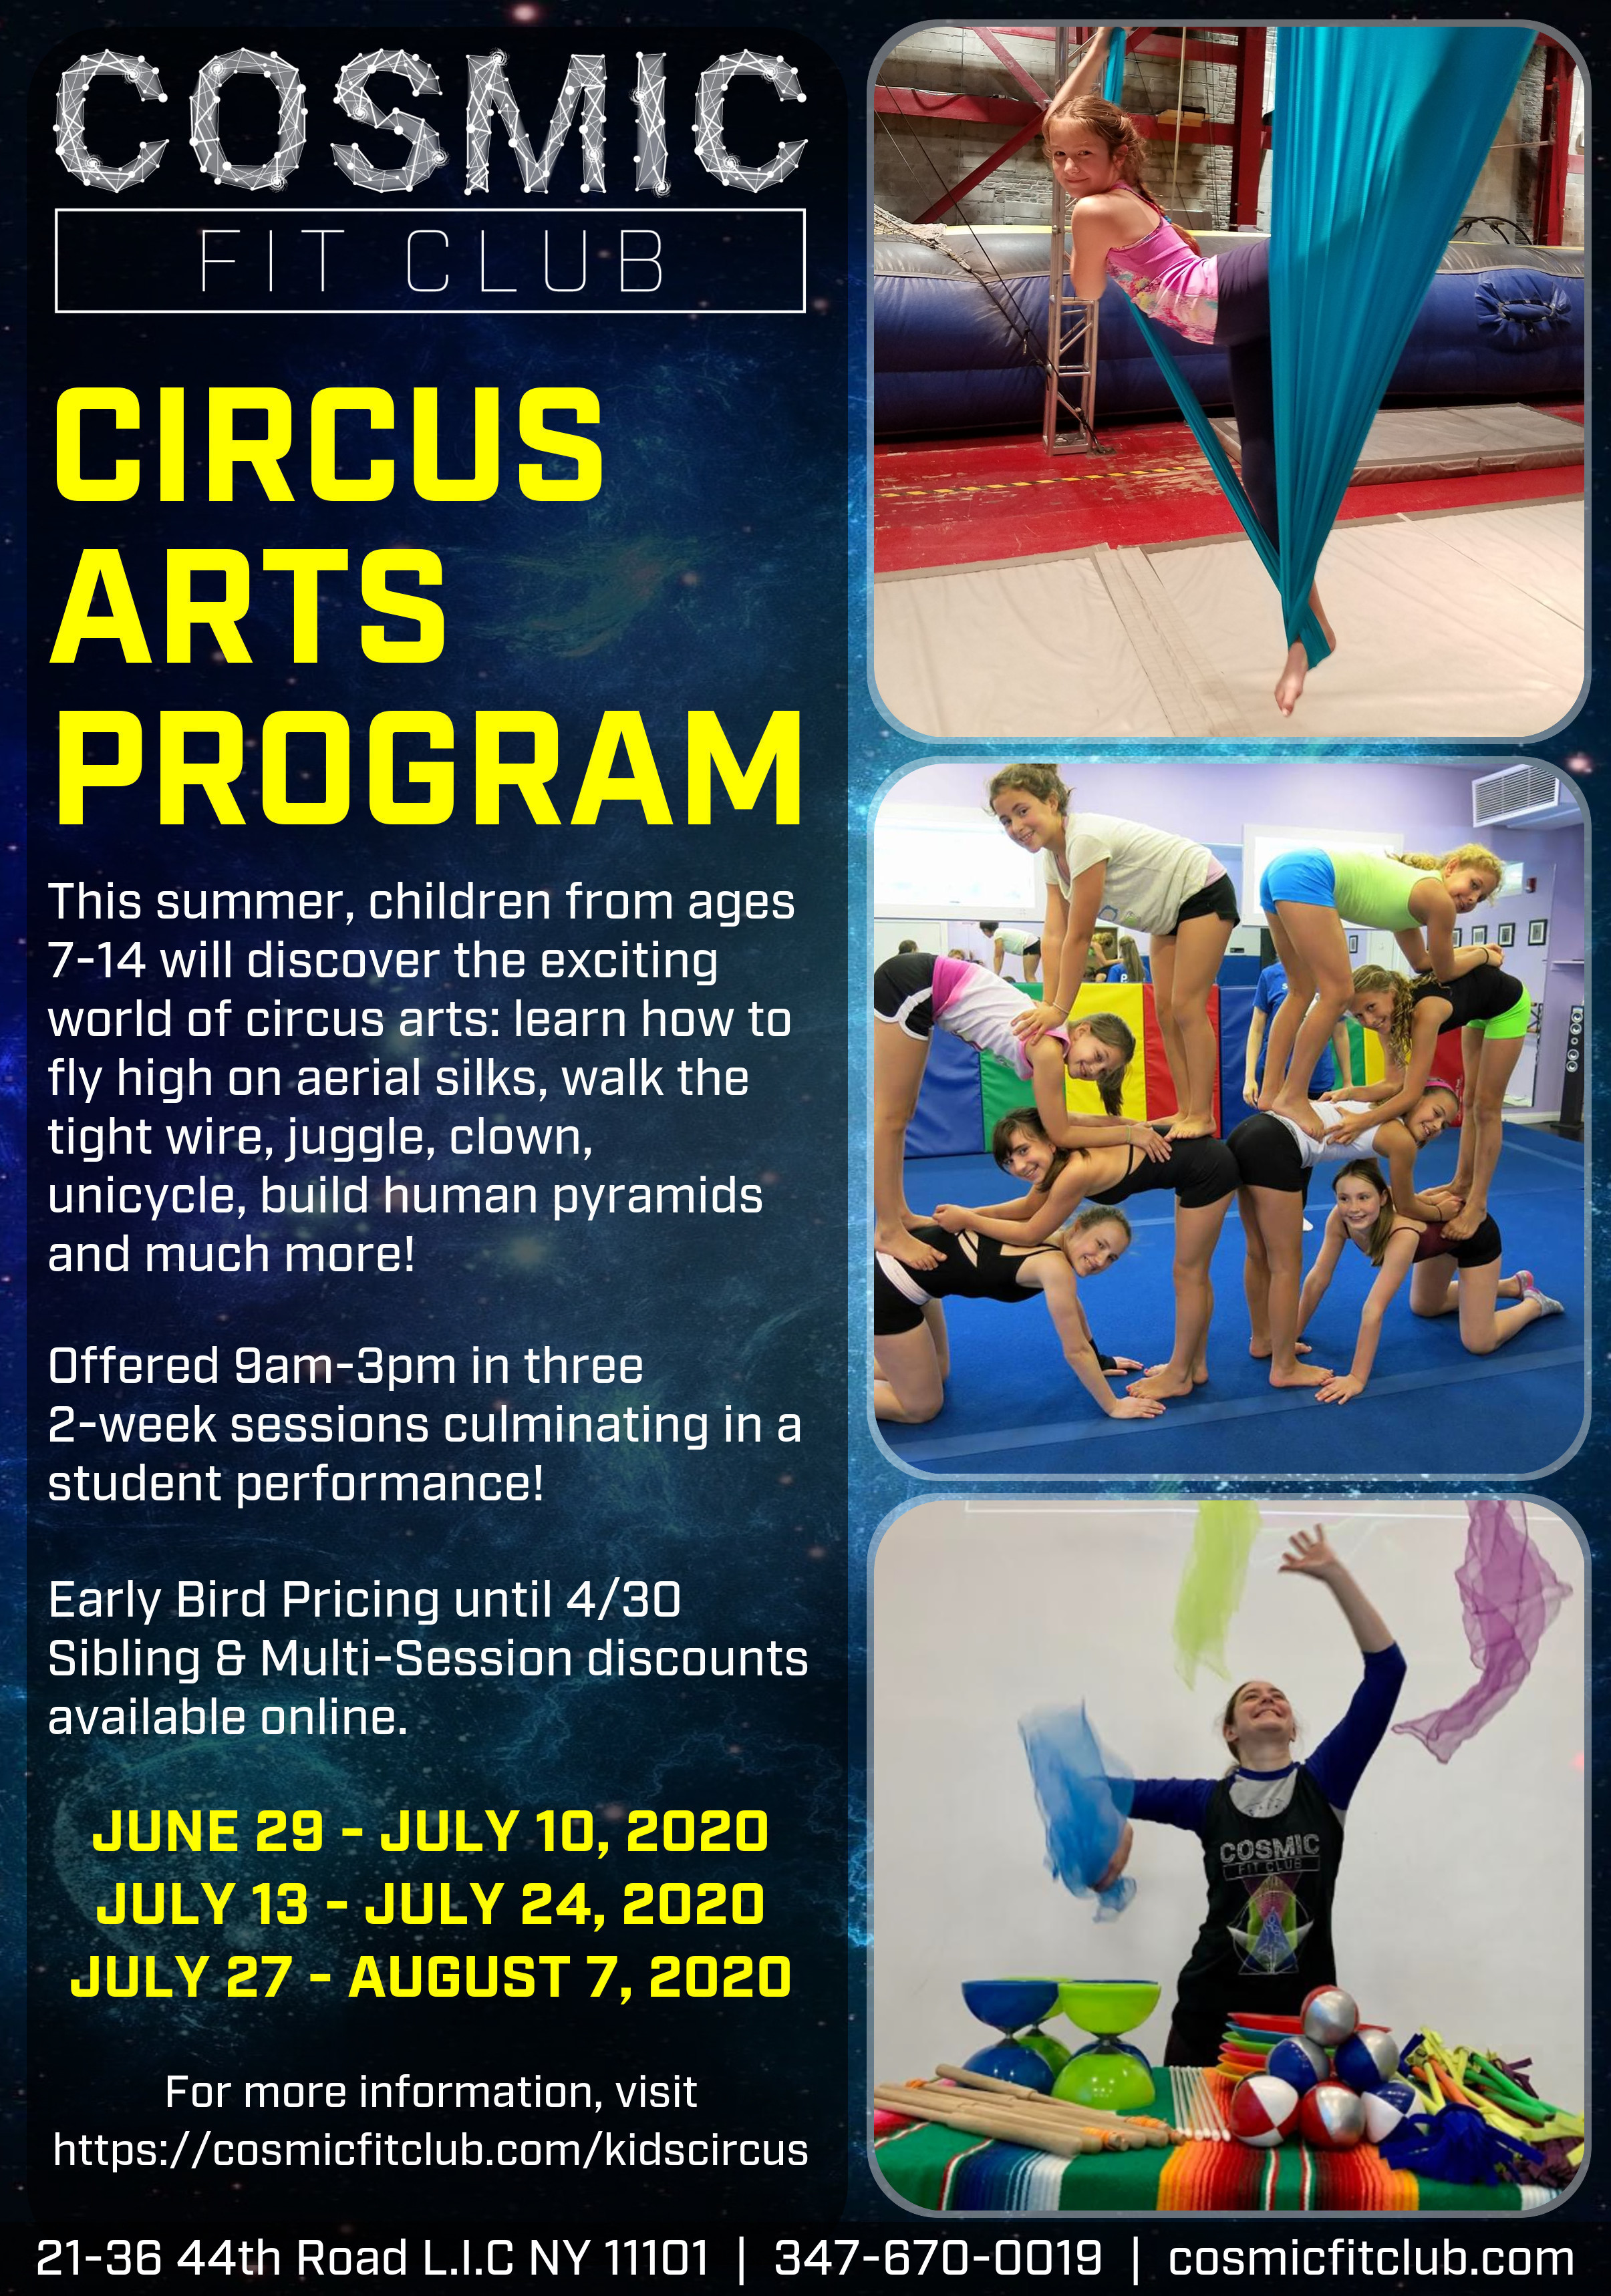 COSMIC
FIT CLUB
CIRCUS
ARTS
PROGRAM
This summer, children from ages
7-14 will discover the exciting
world of circus arts: learn how to
fly high on aerial silks, walk the
tight wire, juggle, clown,
unicycle, build human pyramids
and much more!
Offered 9am-3pm in three
2-week sessions culminating in a
student performance!
Early Bird Pricing until 4/30
Sibling & Multi-Session discounts
available online.
JUNE 29 - JULY 10, 2020
JULY 13 - JULY 24, 2020
JULY 27 - AUGUST 7, 2020
For more information, visit
https://cosmicfitclub.com/kidscircus
COSMIC
FIT CLUB
21-36 44th Road L.I.C NY 11101 | 347-670-0019 | cosmicfitclub.com